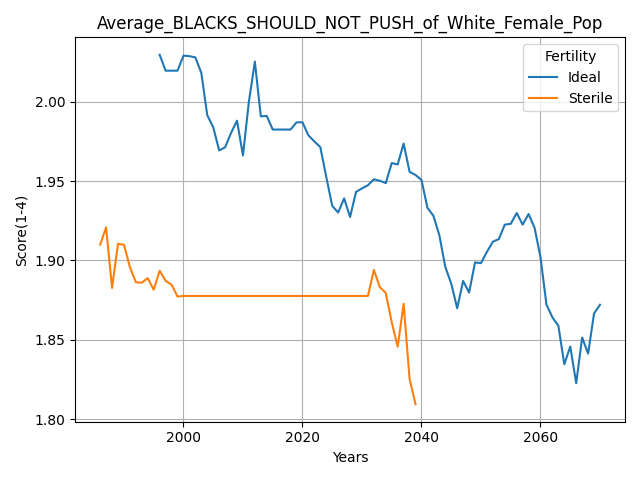 Average_BLACKS_SHOULD_NOT_PUSH_of_White_Female_Pop
Fertility
Ideal
Sterile
Score(1-4)
2.00
1.95
1.90
1.85
1.80
2000
2020
2040
2060
Years